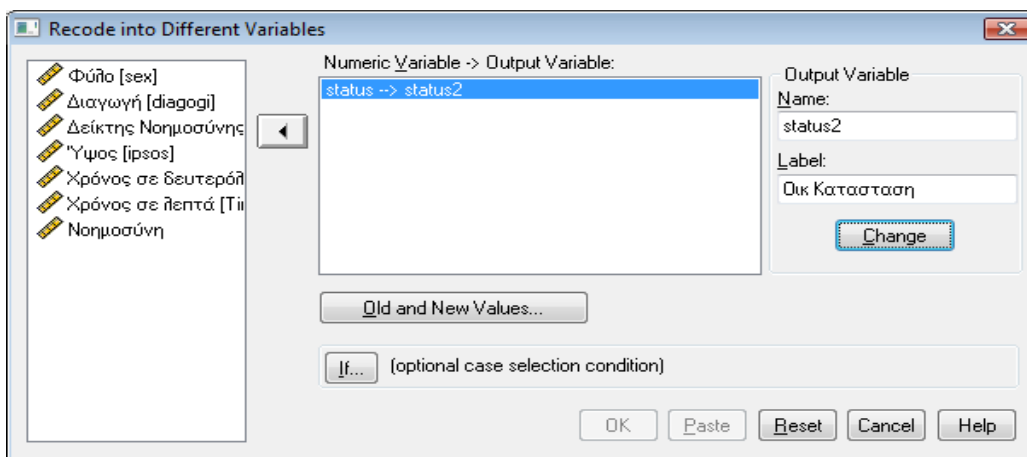 Recode into Different Variables
Φύλο [sex]
Διαγωγή [diagogi]
Δείκτης Νοημοσύνης
Ύψος [ipsos]
Χρόνος σε δευτερόλ
Χρόνος σε λεπτά [Tir
Νοημοσύνη
Numeric Variable -> Output Variable:
status --> status2
Output Variable
Name:
status2
Label:
Οικ Κατασταση
Change
Old and New Values...
If... (optional case selection condition)
OK Paste Reset Cancel Help